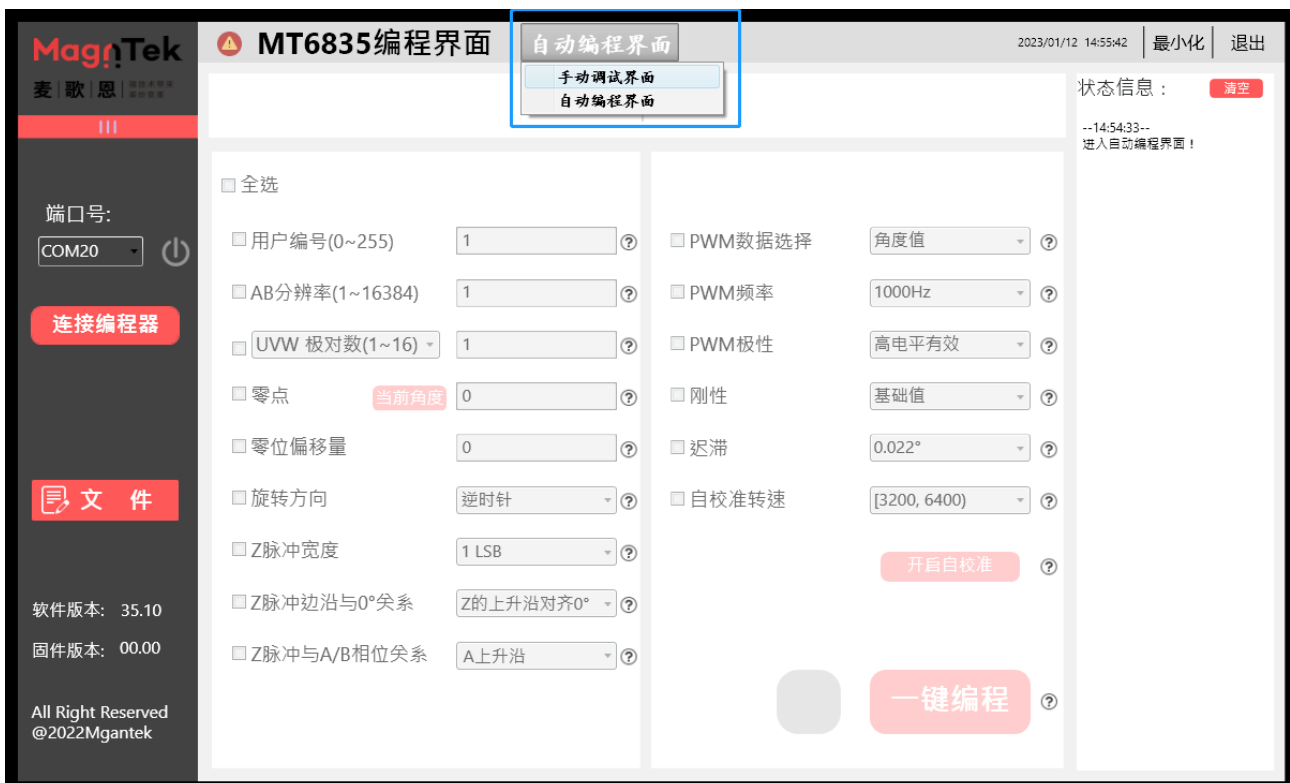 MagnTek
麦 歌 恩
MT6835编程界面
自动编程界面
手动调试界面
自动编程界面
2023/01/12 14:55:42
最小化
退出
端口号:
COM20
连接编程器
文 件
软件版本: 35.10
固件版本: 00.00
All Right Reserved
@2022Mgantek
全选
用户编号(0~255) 1
AB分辨率(1~16384) 1
UVW 极对数(1~16) 1
零点 当前角度 0
零位偏移量 0
旋转方向 逆时针
Z脉冲宽度 1 LSB
Z脉冲边沿与0°关系 Z的上升沿对齐0°
Z脉冲与A/B相位关系 A上升沿
PWM数据选择 角度值
PWM频率 1000Hz
PWM极性 高电平有效
刚性 基础值
迟滞 0.022°
自校准转速 [3200, 6400)
开启自校准
一键编程
状态信息: 清空
--14:54:33--
进入自动编程界面!